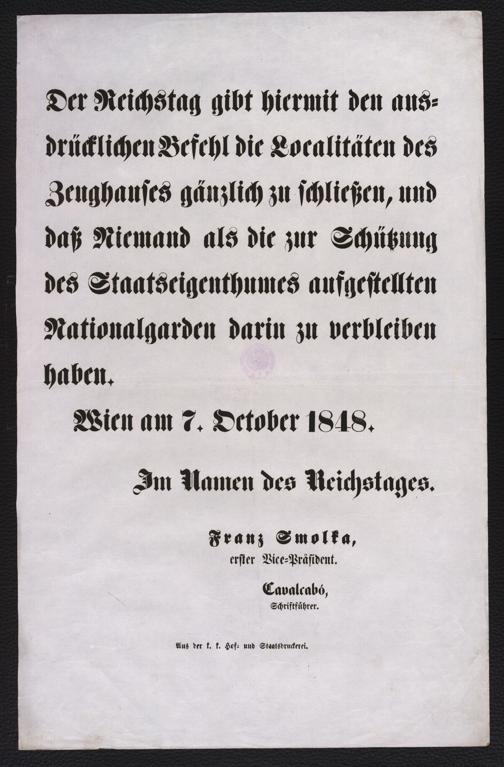 Der Reichstag gibt hiermit den aus=
drücklichen Befehl die Localitäten des
Zeughauses gänzlich zu schließen, und
daß Niemand als die zur Schützung
des Staatseigenthumes aufgestellten
Nationalgarden darin zu verbleiben
haben.
Wien am 7. October 1848.
Im Namen des Reichstages.
Franz Smolka,
erster Vice=Präsident.
Cavalcabó,
Schriftführer.
Aus der k. k. Hof= und Staatsdruckerei.